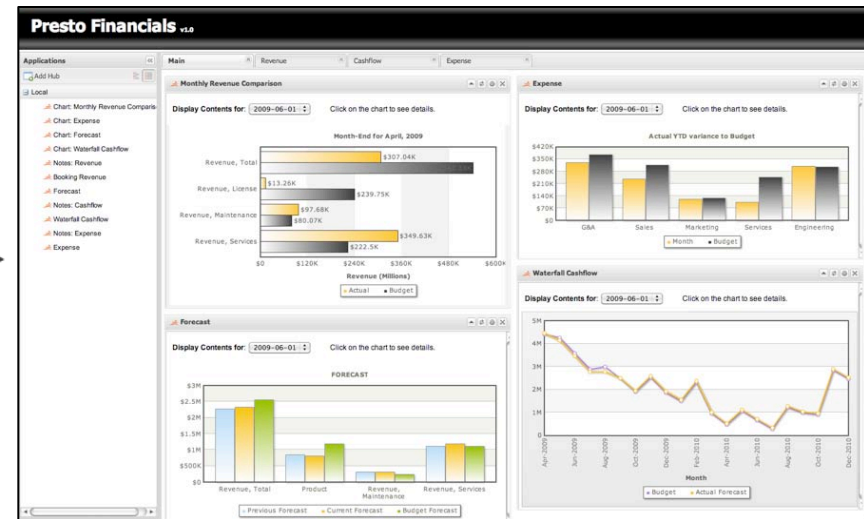 Presto Financials v1.0
Applications
Add Hub
Local
Chart: Monthly Revenue Comparis
Chart: Expense
Chart: Forecast
Chart: Waterfall Cashflow
Notes: Revenue
Booking Revenue
Forecast
Notes: Cashflow
Waterfall Cashflow
Notes: Expense
Expense
Main Revenue Cashflow Expense
Monthly Revenue Comparison
Display Contents for: 2009-06-01 Click on the chart to see details.
Month-End for April, 2009
Revenue, Total $307.04K
Revenue, License $13.26K $239.75K
Revenue, Maintenance $97.68K $80.07K
Revenue, Services $349.63K $222.5K
$0 $120K $240K $360K $480K $600K
Revenue (Millions)
Actual Budget
Forecast
Display Contents for: 2009-06-01 Click on the chart to see details.
FORECAST
$3M
$2.5M
$2M
$1.5M
$1M
$500K
$0
Revenue, Total Product Revenue, Maintenance Revenue, Services
Previous Forecast Current Forecast Budget Forecast
Expense
Display Contents for: 2009-06-01 Click on the chart to see details.
Actual YTD variance to Budget
$420K
$350K
$280K
$210K
$140K
$70K
$0
G&A Sales Marketing Services Engineering
Month Budget
Waterfall Cashflow
Display Contents for: 2009-06-01 Click on the chart to see details.
5M
4M
3M
2M
1M
0
Apr-2009 Jun-2009 Aug-2009 Oct-2009 Dec-2009 Feb-2010 Apr-2010 Jun-2010 Aug-2010 Oct-2010 Dec-2010
Month
Budget Actual Forecast